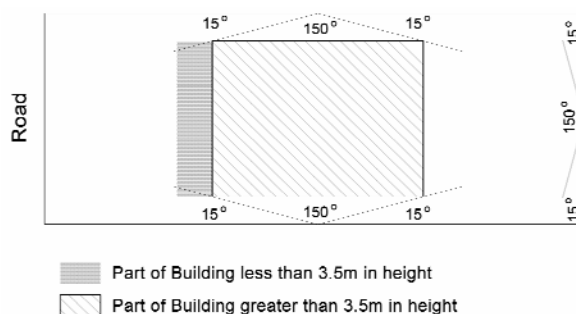 15° 150° 15° 15°
Road
150°
15° 150° 15° 15°
Part of Building less than 3.5m in height
Part of Building greater than 3.5m in height